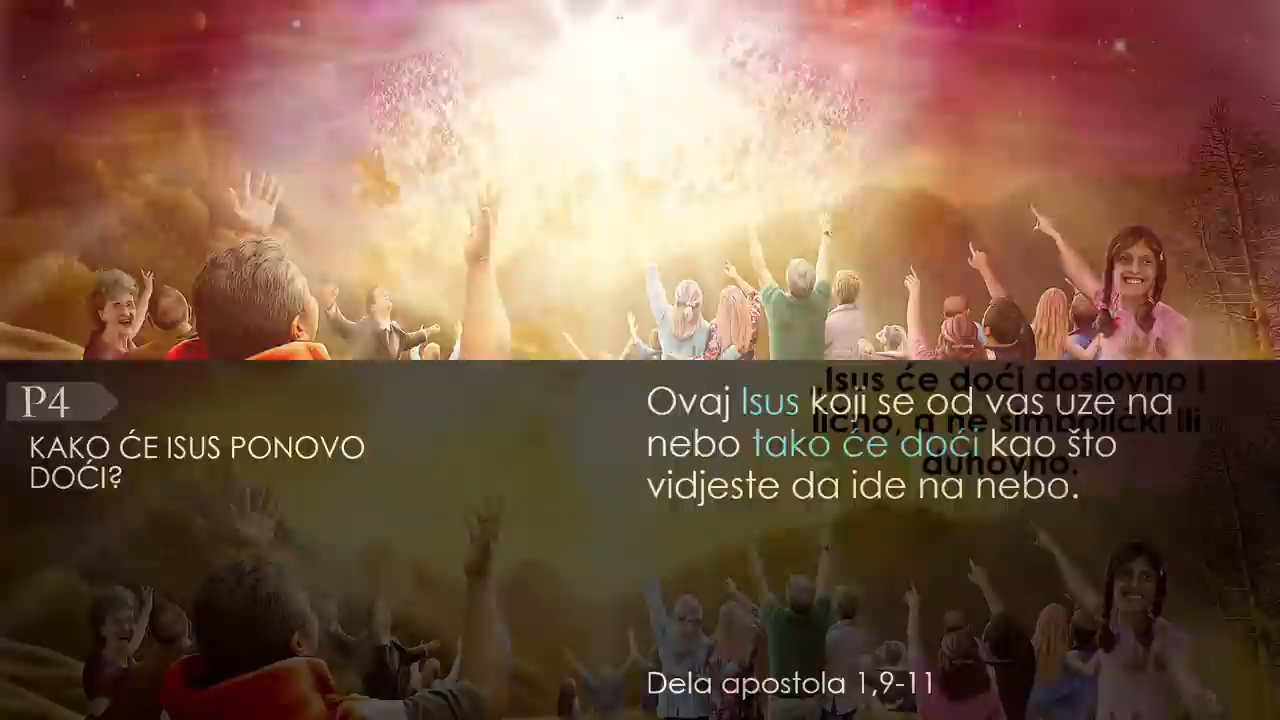 P4
KAKO ĆE ISUS PONOVO
DOĆI?
Ovaj Isus koji se od vas uze na
nebo tako će doći kao što
vidjeste da ide na nebo.
Isus će doći doslovno I
lično, a ne simbolički Ili
duhovno.
Dela apostola 1,9-11